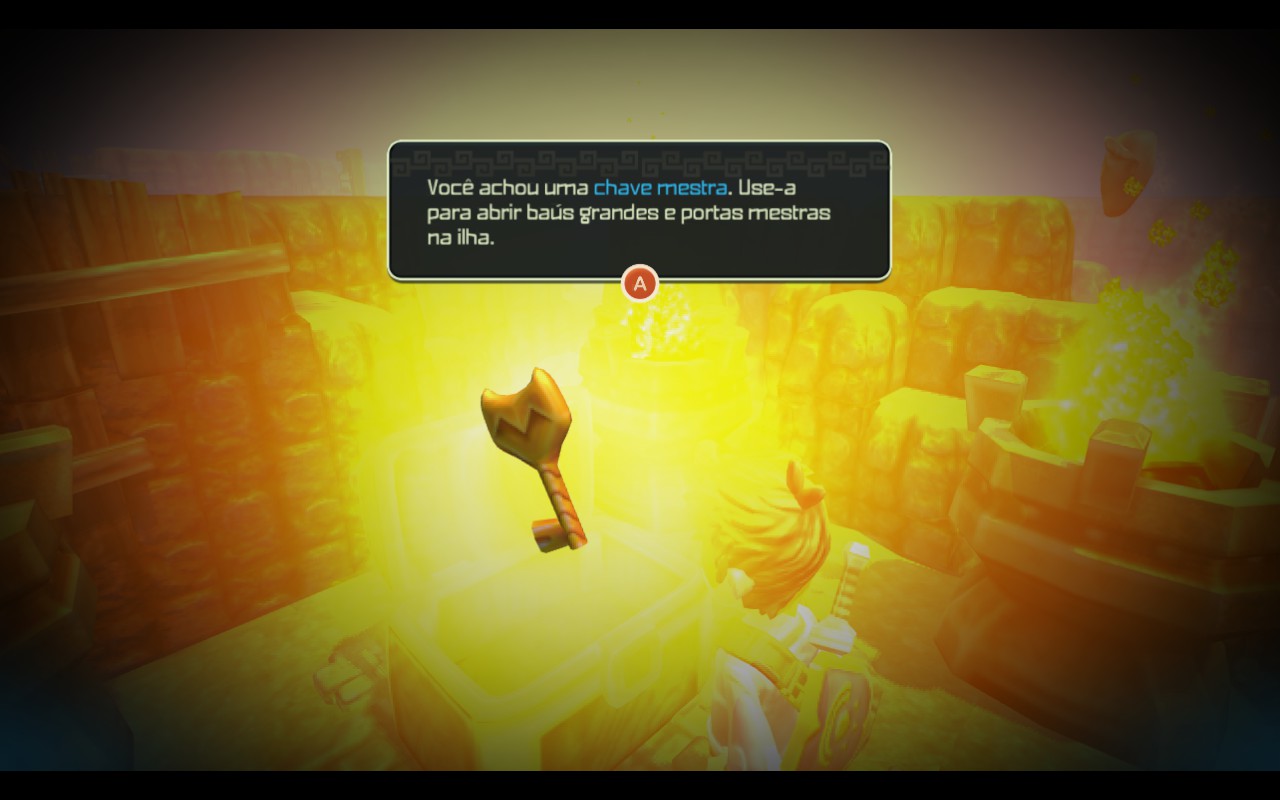 Você achou uma chave mestra. Use-a
para abrir baús grandes e portas mestras
na ilha.
A